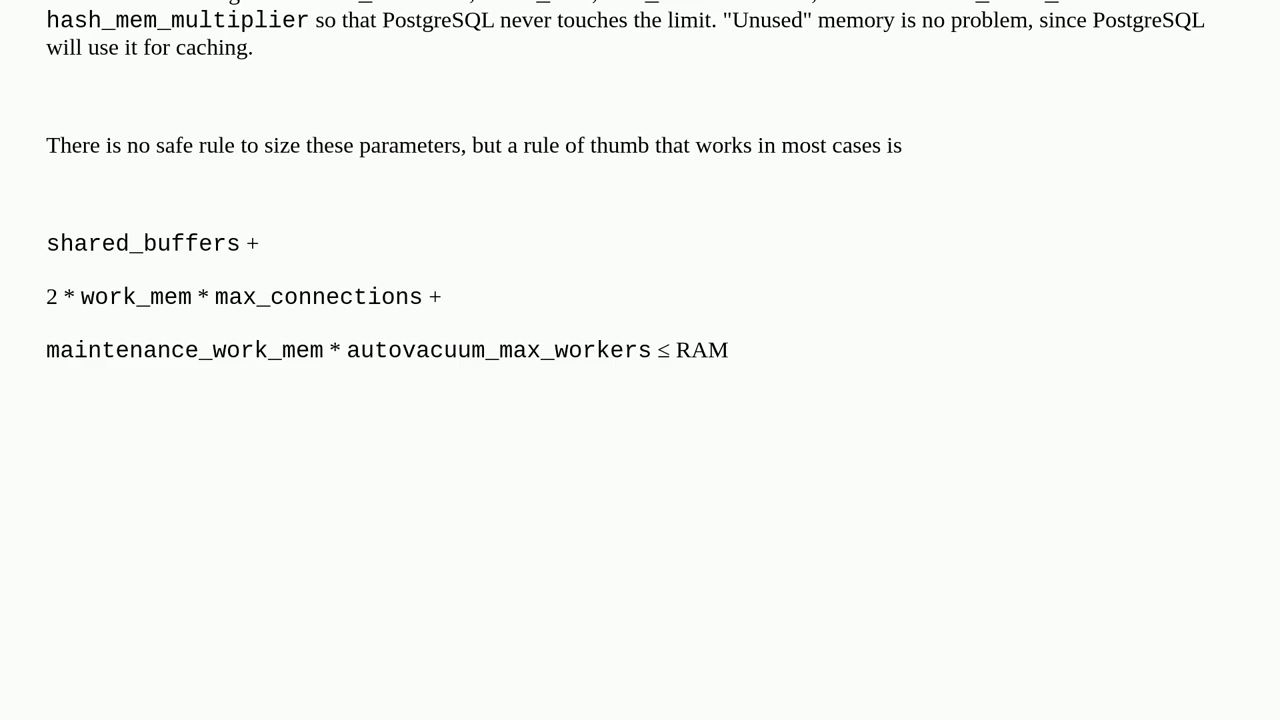 hash_mem_multiplier so that PostgreSQL never touches the limit. "Unused" memory is no problem, since PostgreSQL
will use it for caching.
There is no safe rule to size these parameters, but a rule of thumb that works in most cases is
shared_buffers +
2 * work_mem * max_connections +
maintenance_work_mem * autovacuum_max_workers ≤ RAM